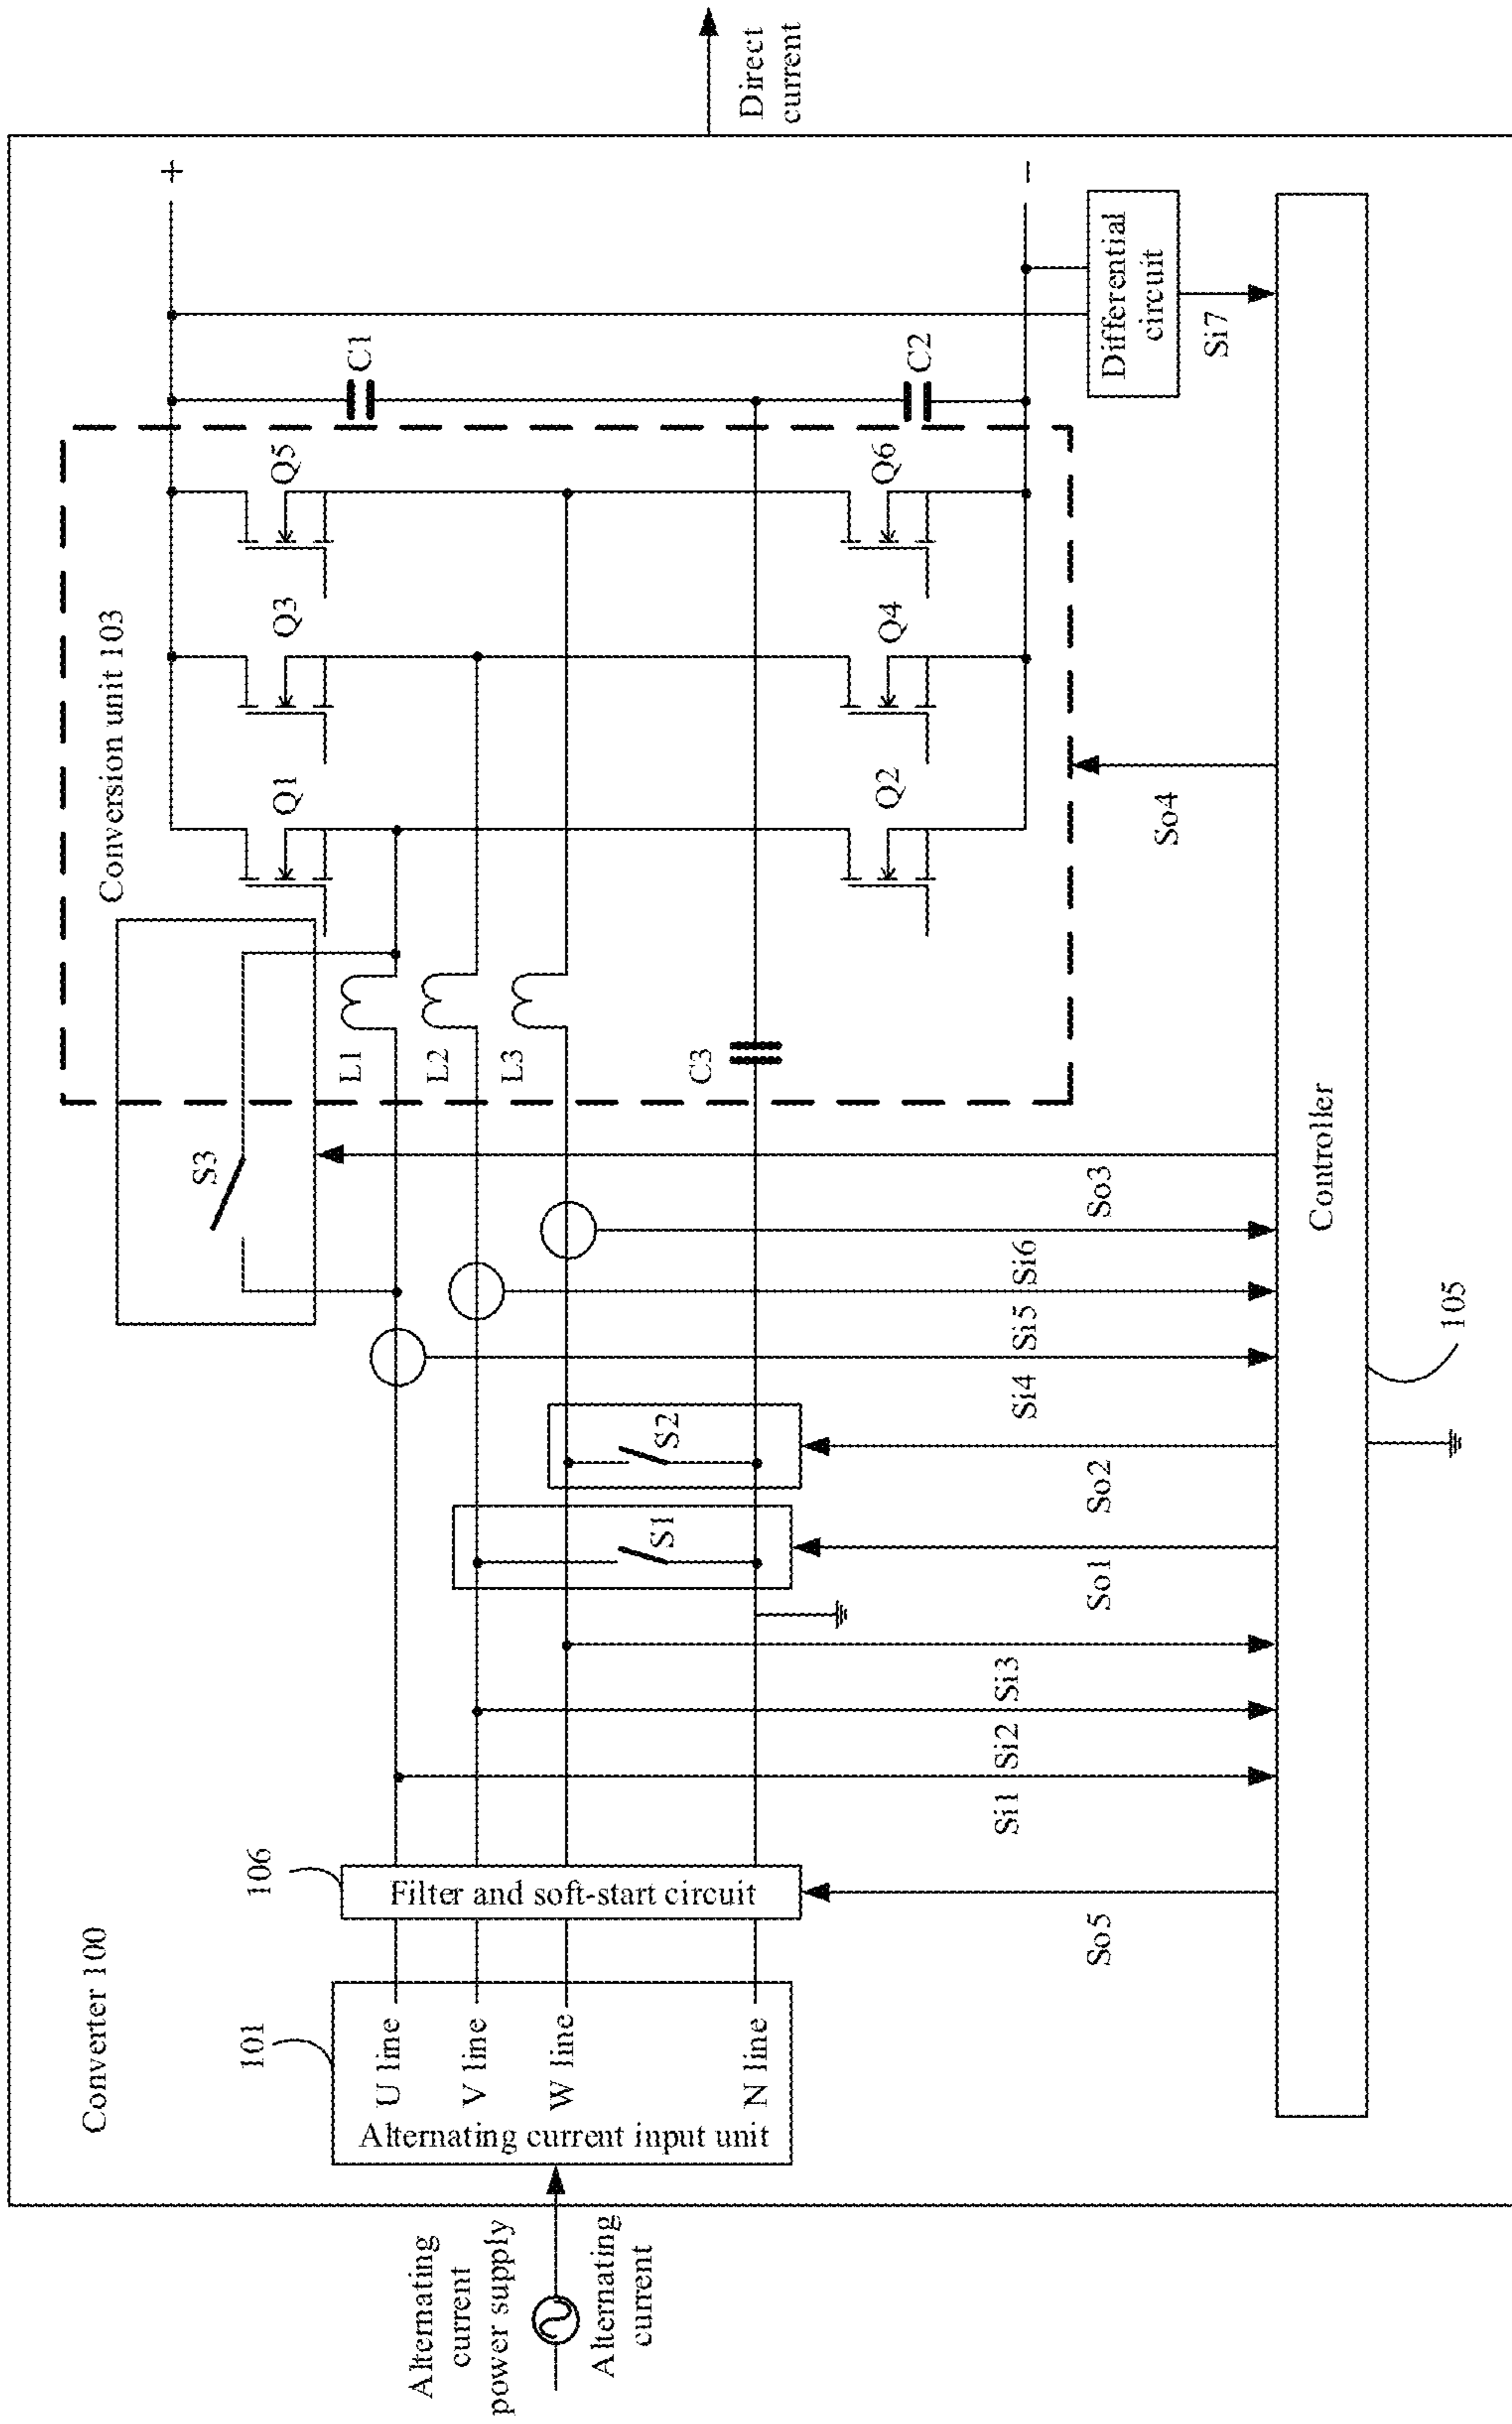 Converter 100
Conversion unit 103
Alternating
current
power supply
Alternating
current
101
U line
V line
W line
N line
Alternating current input unit
106
Filter and soft-start circuit
S1
S2
S3
L1
L2
L3
C3
Q1
Q3
Q5
Q2
Q4
Q6
C1
C2
+
−
Direct
current
Differential
circuit
So5
Si1
Si2
Si3
So1
So2
Si4
Si5
Si6
So3
So4
Si7
Controller
105